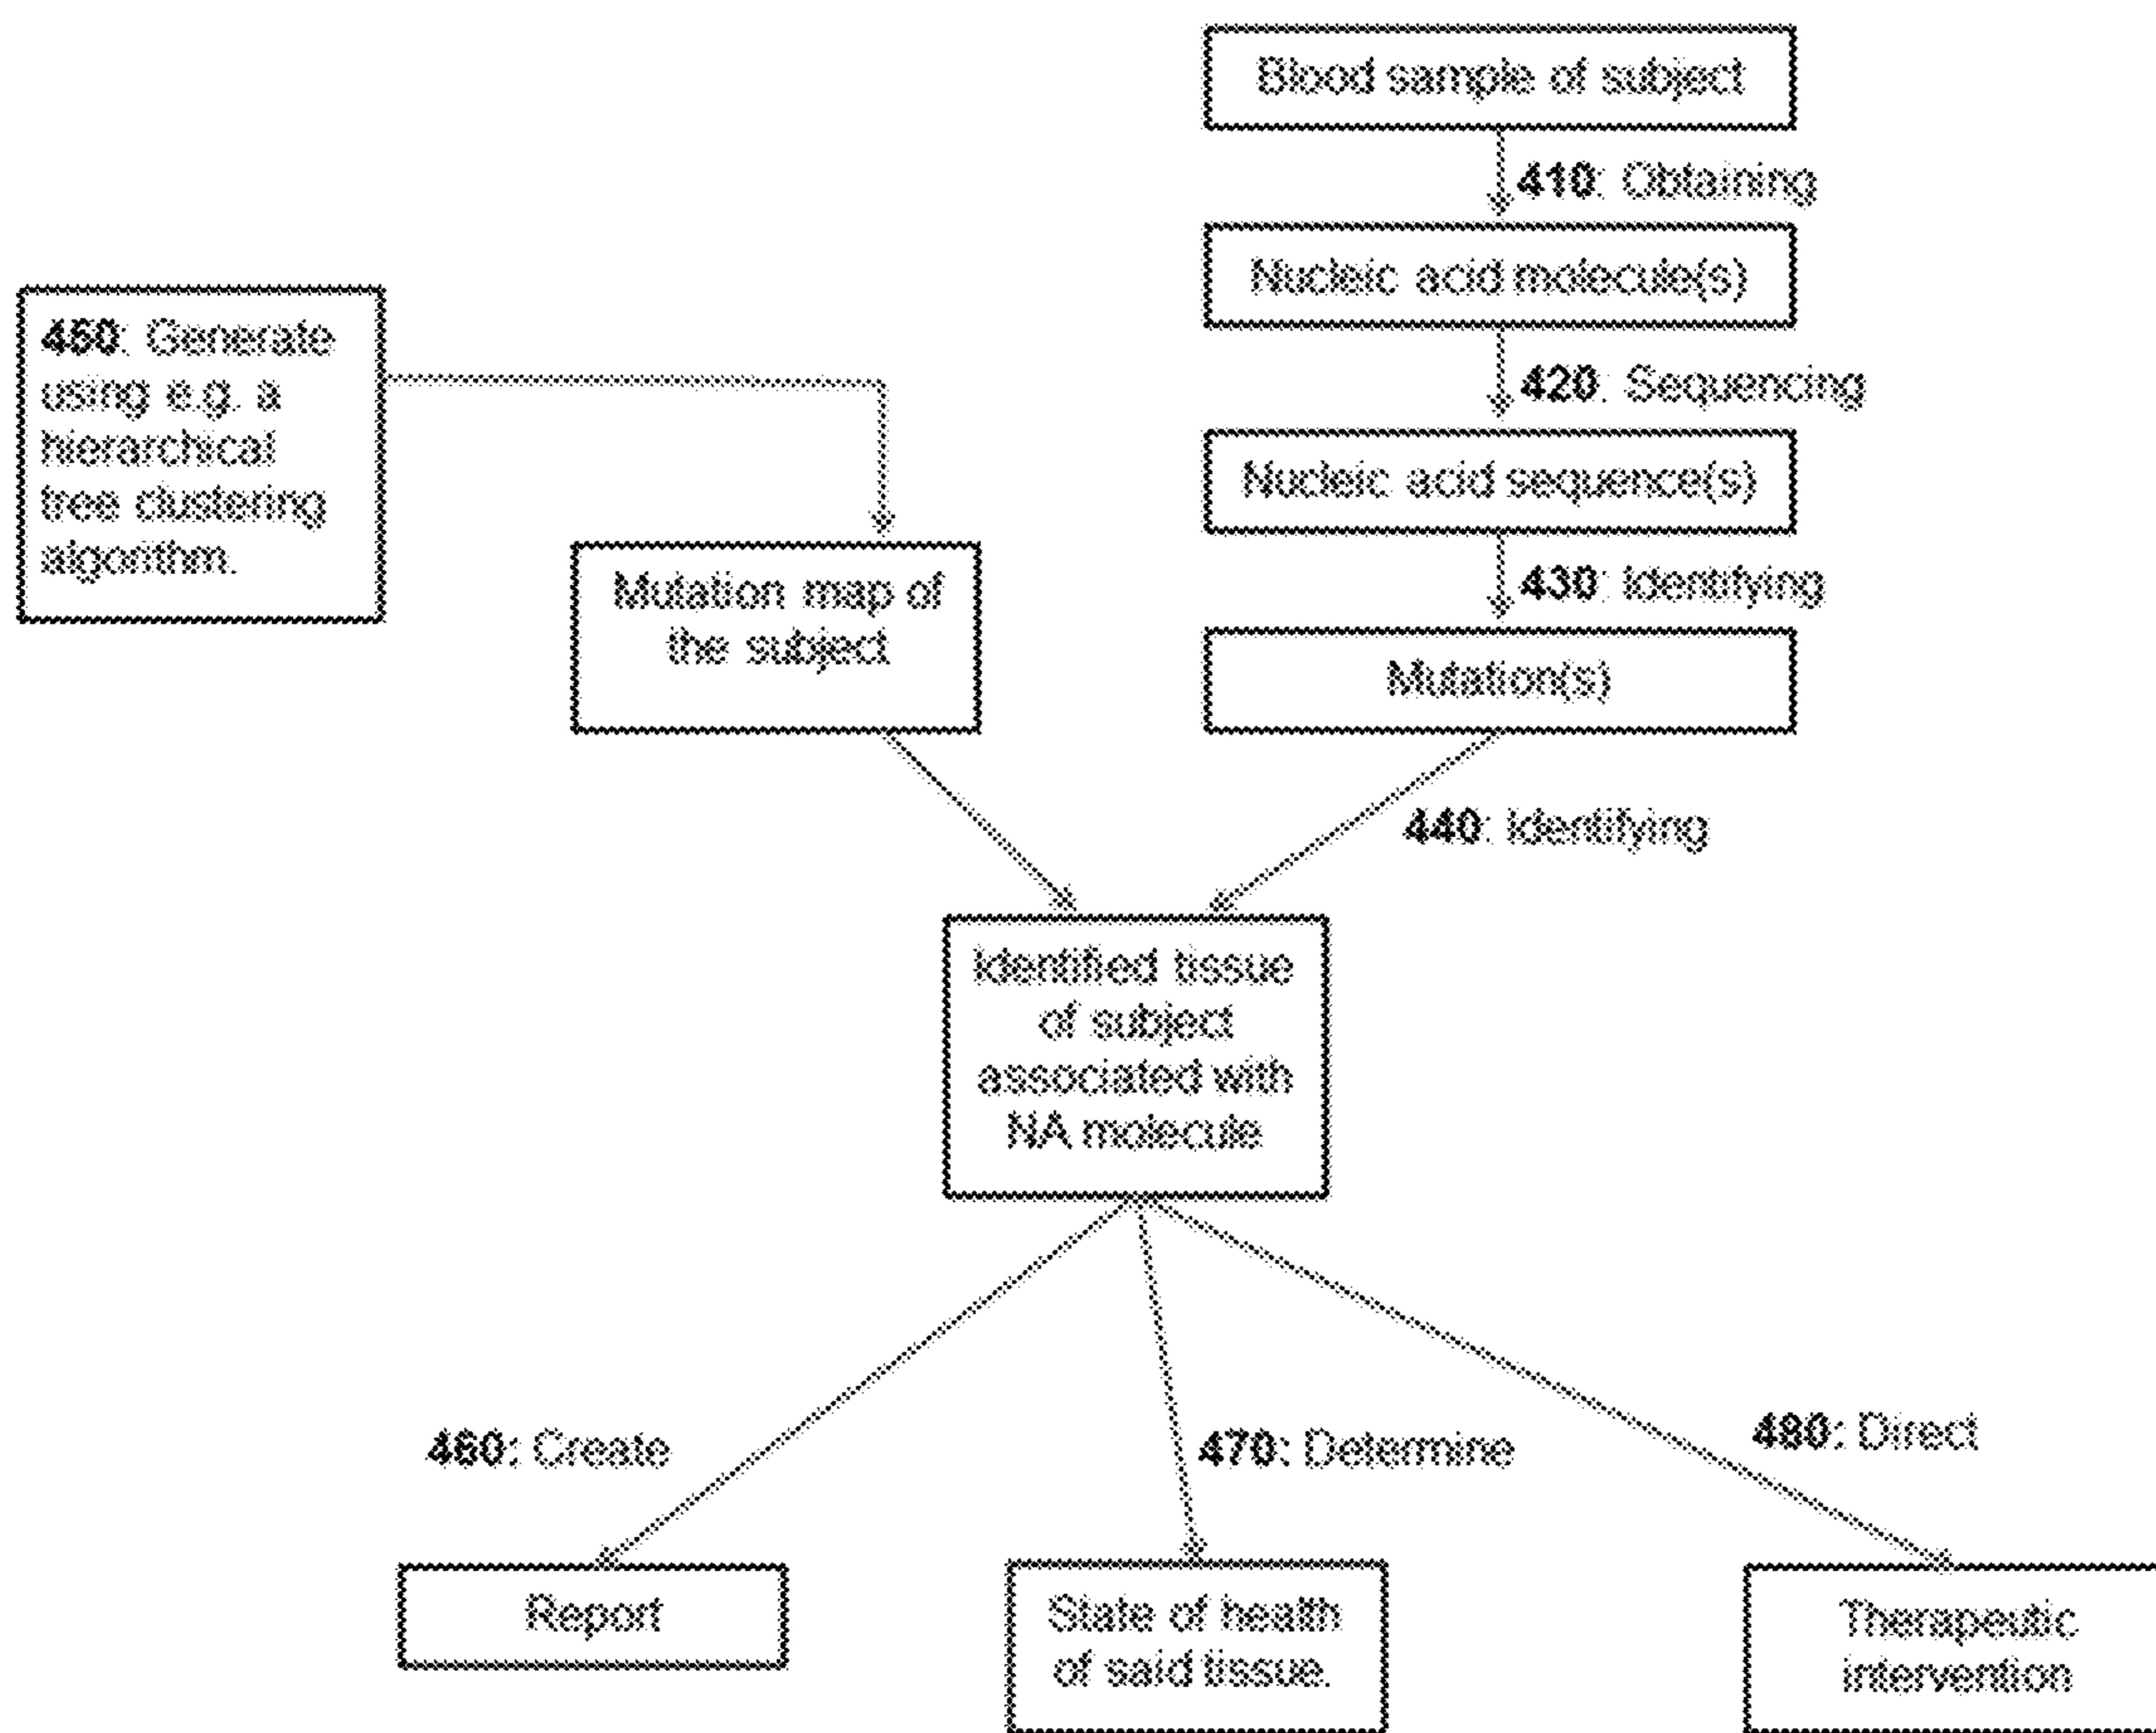 Blood sample of subject
410: Obtaining
Nucleic acid molecule(s)
420: Sequencing
Nucleic acid sequence(s)
430: Identifying
Mutation(s)
440: Identifying
450: Generate
using e.g. a
hierarchical
tree clustering
algorithm.
Mutation map of
the subject
Identified tissue
of subject
associated with
NA molecule
460: Create
470: Determine
480: Direct
Report
State of health
of said tissue.
Therapeutic
intervention